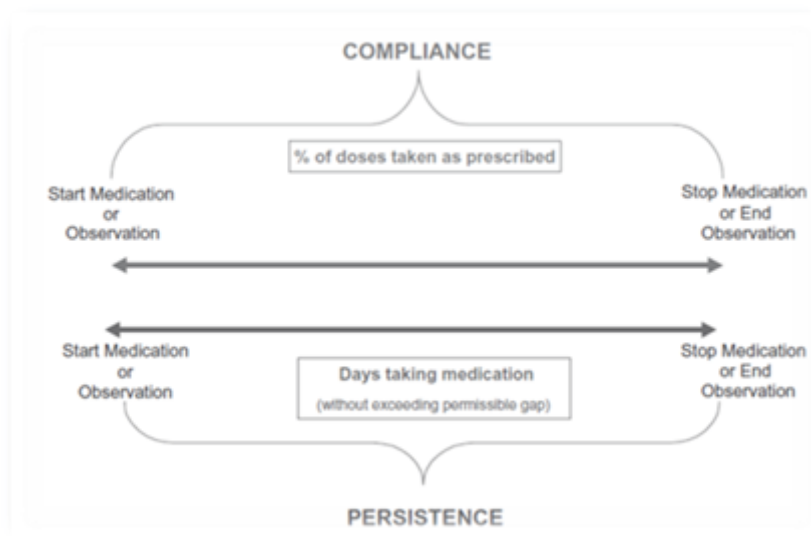 COMPLIANCE
% of doses taken as prescribed
Start Medication
or
Observation
Stop Medication
or End
Observation
Start Medication
or
Observation
Days taking medication
(without exceeding permissible gap)
Stop Medication
or End
Observation
PERSISTENCE